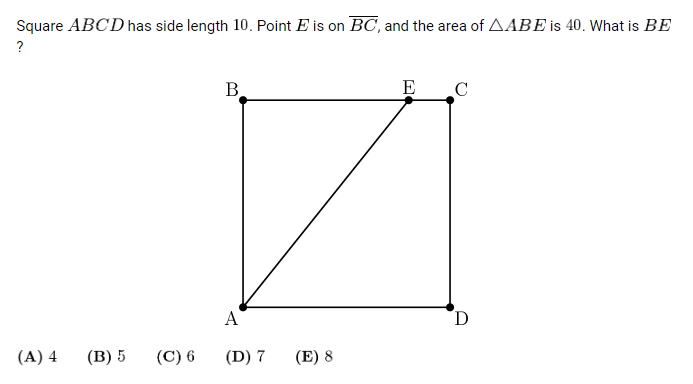 Square ABCD has side length 10. Point E is on \overline{BC}, and the area of △ABE is 40. What is BE
?
B E C
A D
(A) 4 (B) 5 (C) 6 (D) 7 (E) 8